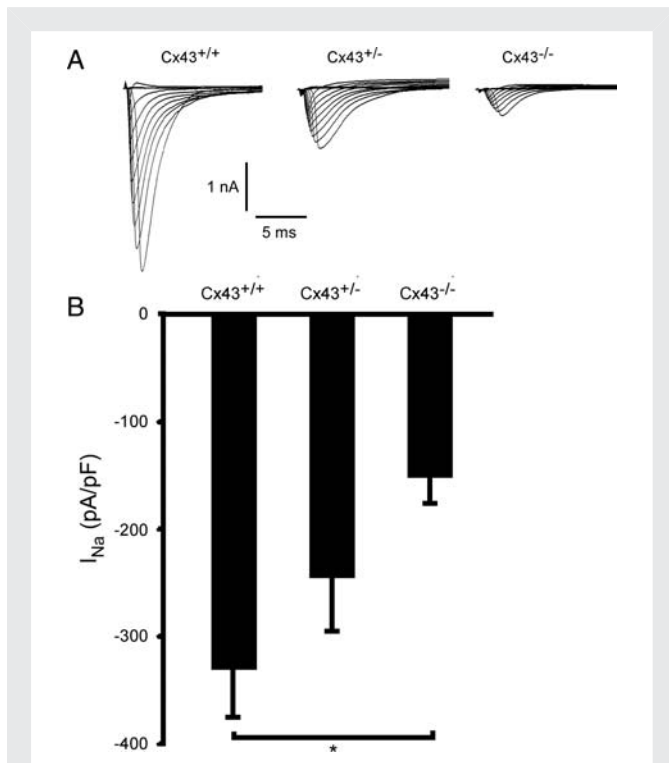 A
Cx43+/+ Cx43+/- Cx43-/-
1 nA
5 ms
B
Cx43+/+ Cx43+/- Cx43-/-
0
-100
-200
-300
-400
INa (pA/pF)
*